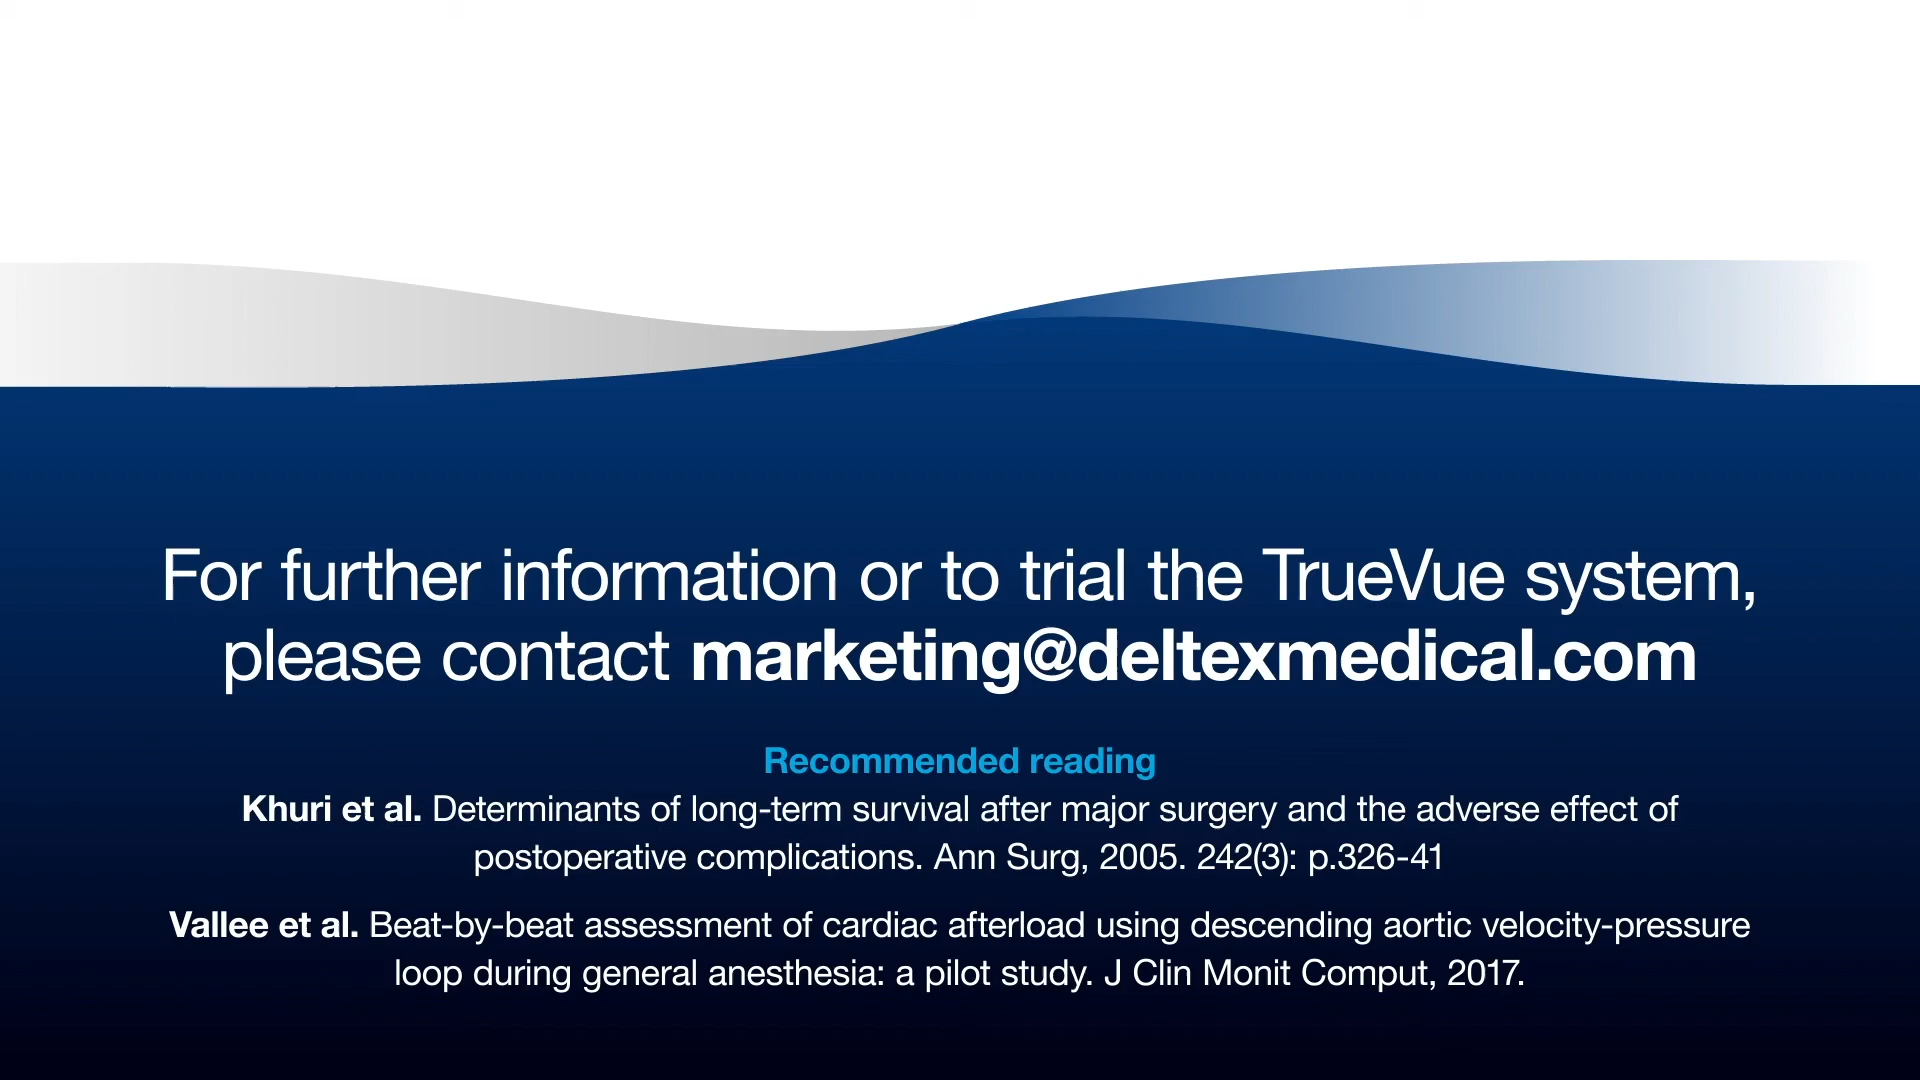 For further information or to trial the TrueVue system,
please contact marketing@deltexmedical.com
Recommended reading
Khuri et al. Determinants of long-term survival after major surgery and the adverse effect of
postoperative complications. Ann Surg, 2005. 242(3): p.326-41
Vallee et al. Beat-by-beat assessment of cardiac afterload using descending aortic velocity-pressure
loop during general anesthesia: a pilot study. J Clin Monit Comput, 2017.